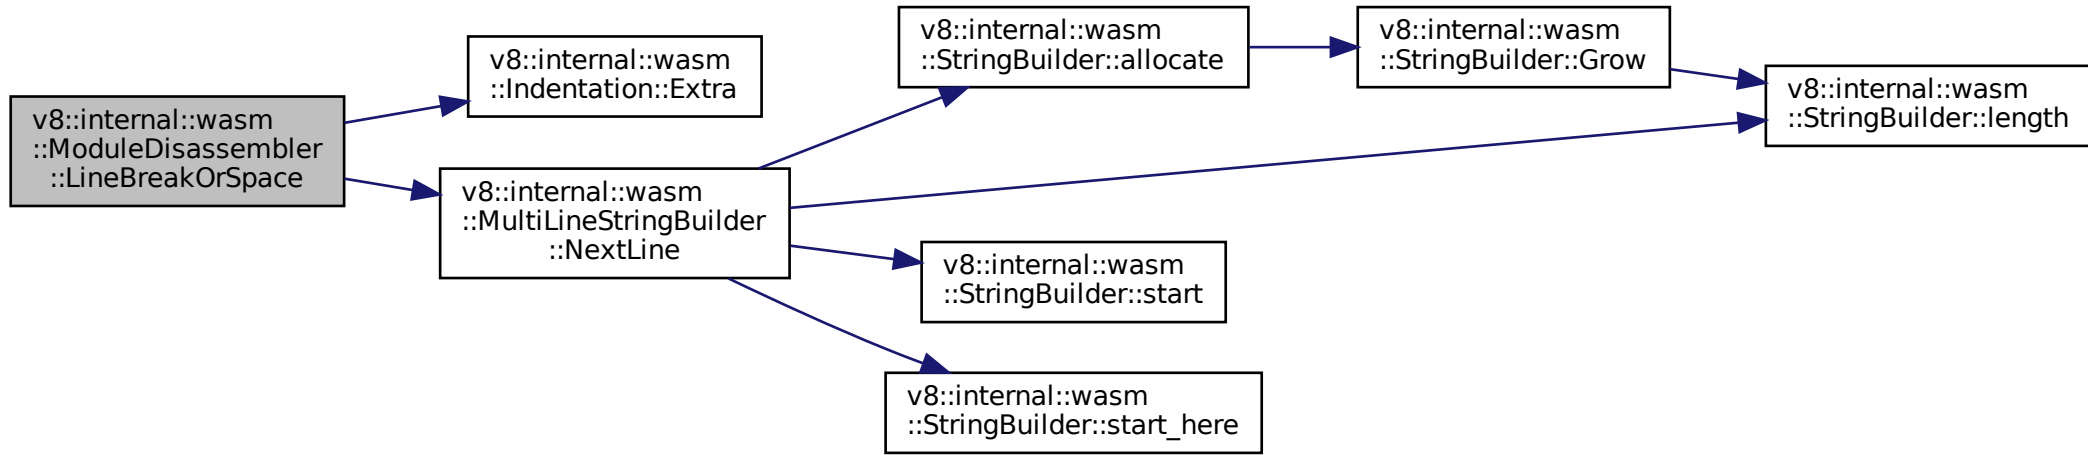 v8::internal::wasm
::ModuleDisassembler
::LineBreakOrSpace
v8::internal::wasm
::Indentation::Extra
v8::internal::wasm
::MultiLineStringBuilder
::NextLine
v8::internal::wasm
::StringBuilder::allocate
v8::internal::wasm
::StringBuilder::Grow
v8::internal::wasm
::StringBuilder::length
v8::internal::wasm
::StringBuilder::start
v8::internal::wasm
::StringBuilder::start_here